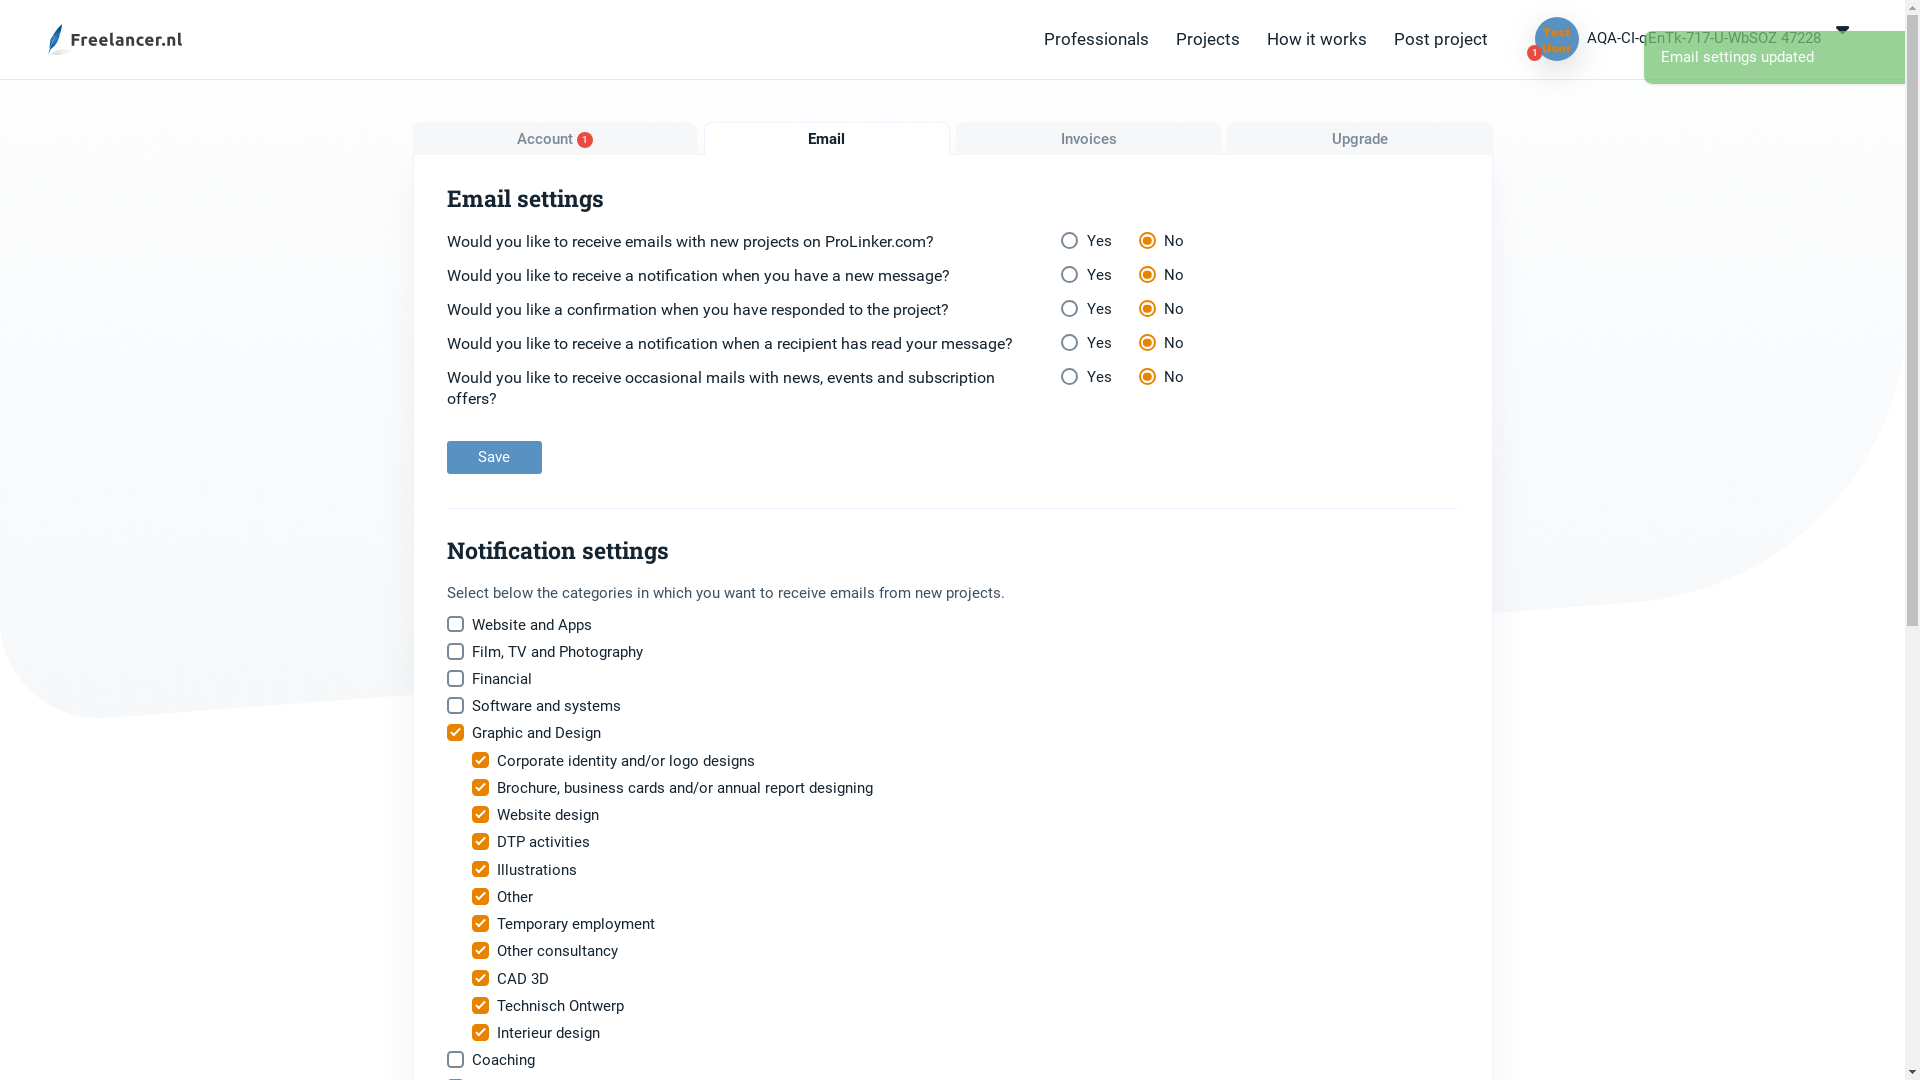 Freelancer.nl
Professionals
Projects
How it works
Post project
Test
User
1
AQA-CI-qEnTk-717-U-WbSOZ 47228
Email settings updated
Account 1
Email
Invoices
Upgrade
Email settings
Would you like to receive emails with new projects on ProLinker.com?
Yes
No
Would you like to receive a notification when you have a new message?
Yes
No
Would you like a confirmation when you have responded to the project?
Yes
No
Would you like to receive a notification when a recipient has read your message?
Yes
No
Would you like to receive occasional mails with news, events and subscription
offers?
Yes
No
Save
Notification settings
Select below the categories in which you want to receive emails from new projects.
Website and Apps
Film, TV and Photography
Financial
Software and systems
Graphic and Design
Corporate identity and/or logo designs
Brochure, business cards and/or annual report designing
Website design
DTP activities
Illustrations
Other
Temporary employment
Other consultancy
CAD 3D
Technisch Ontwerp
Interieur design
Coaching